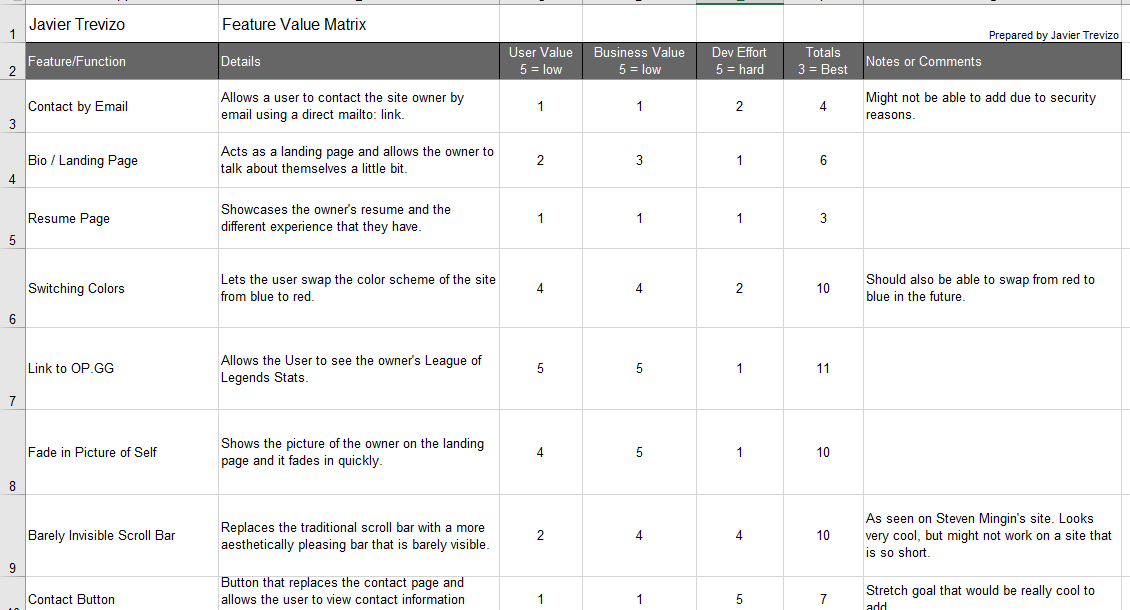 Javier Trevizo Feature Value Matrix
1 Prepared by Javier Trevizo
User Value Business Value Dev Effort Totals
Feature/Function Details Notes or Comments
2 5 = low 5 = low 5 = hard 3 = Best
Allows a user to contact the site owner by Might not be able to add due to security
Contact by Email 1 1 2 4
email using a direct mailto: link. reasons.
3
Acts as a landing page and allows the owner to
Bio / Landing Page 2 3 1 6
talk about themselves a little bit.
4
Showcases the owner's resume and the
Resume Page 1 1 1 3
different experience that they have.
5
Lets the user swap the color scheme of the site Should also be able to swap from red to
Switching Colors 4 4 2 10
from blue to red. blue in the future.
6
Allows the User to see the owner's League of
Link to OP.GG 5 5 1 11
Legends Stats.
7
Shows the picture of the owner on the landing
Fade in Picture of Self 4 5 1 10
page and it fades in quickly.
8
As seen on Steven Mingin's site. Looks
Replaces the traditional scroll bar with a more
Barely Invisible Scroll Bar 2 4 4 10 very cool, but might not work on a site that
aesthetically pleasing bar that is barely visible.
is so short.
9
Button that replaces the contact page and
Stretch goal that would be really cool to
Contact Button allows the user to view contact information 1 1 5 7
add